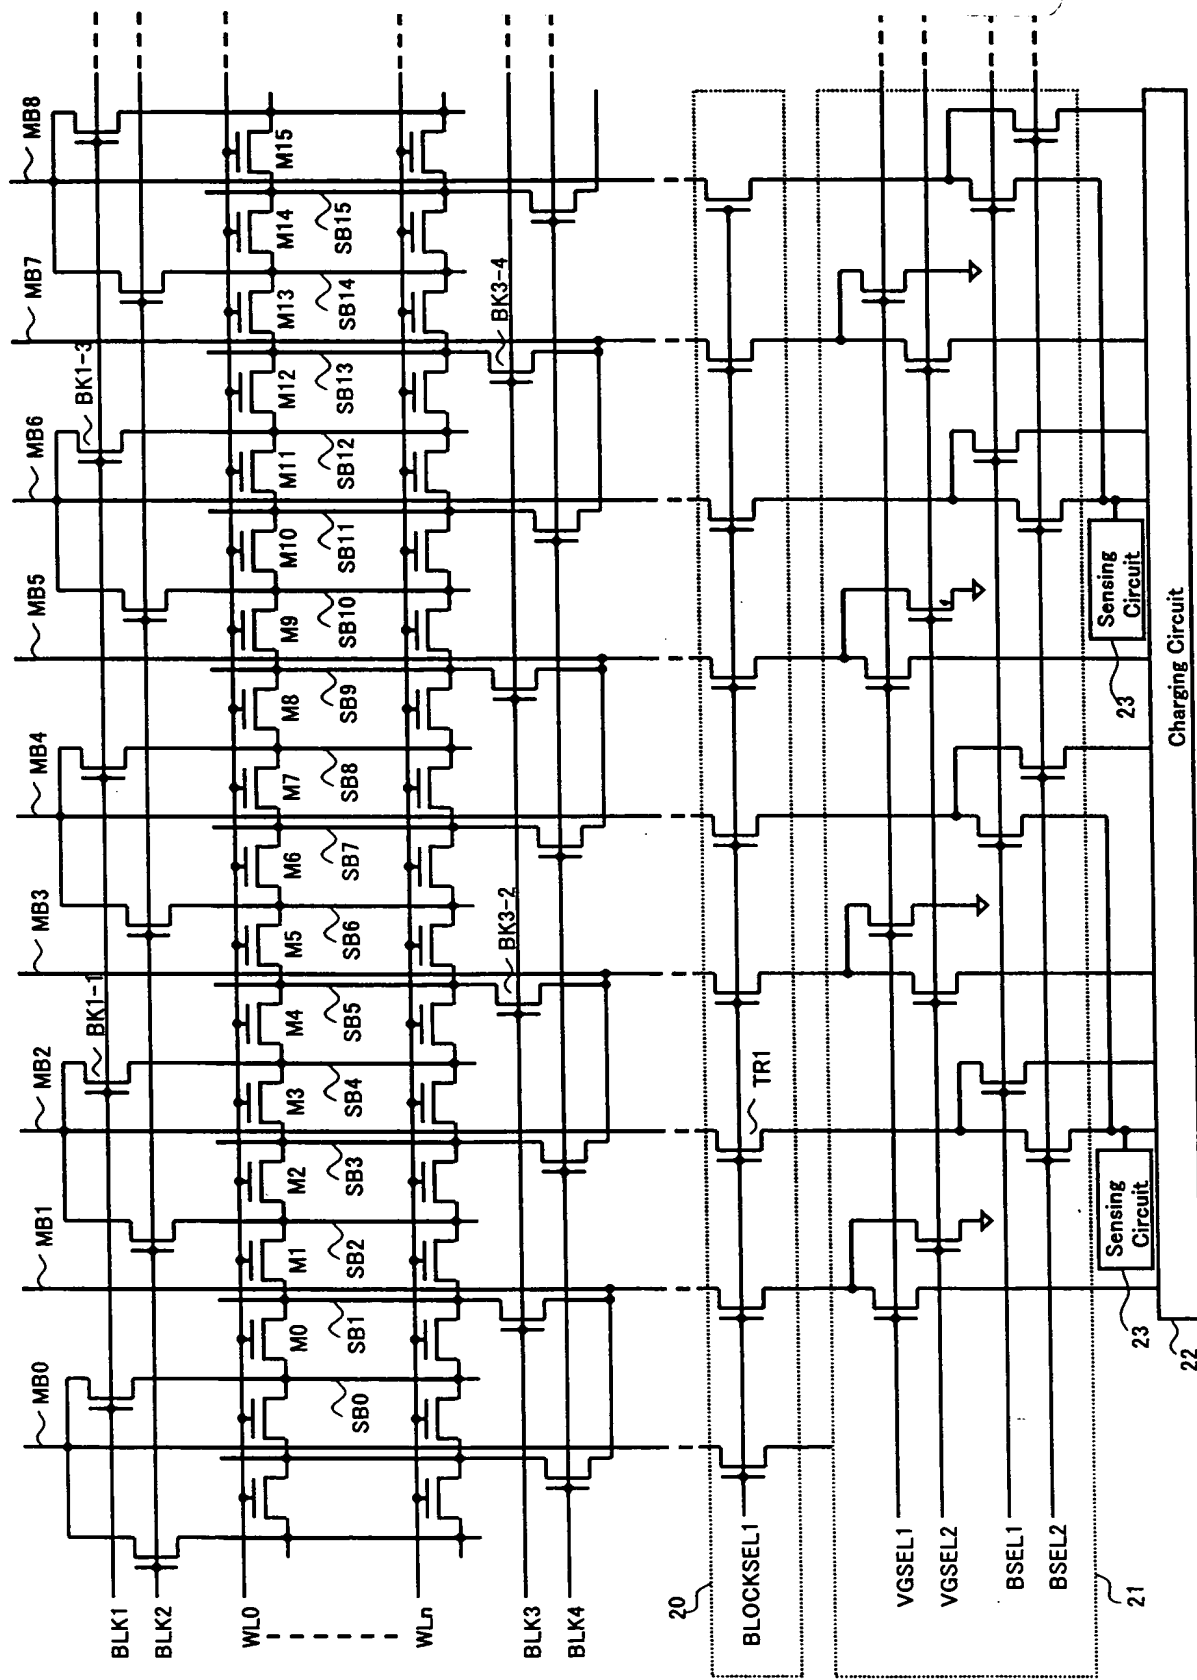 MB0
MB1
MB2
MB3
MB4
MB5
MB6
MB7
MB8
BK1-1
BK1-3
BLK1
BLK2
WL0
M0
M1
M2
M3
M4
M5
M6
M7
M8
M9
M10
M11
M12
M13
M14
M15
SB0
SB1
SB2
SB3
SB4
SB5
SB6
SB7
SB8
SB9
SB10
SB11
SB12
SB13
SB14
SB15
WLn
BK3-2
BK3-4
BLK3
BLK4
20
BLOCKSEL1
TR1
VGSEL1
VGSEL2
BSEL1
BSEL2
21
Sensing
Circuit
23
Sensing
Circuit
23
22
Charging Circuit